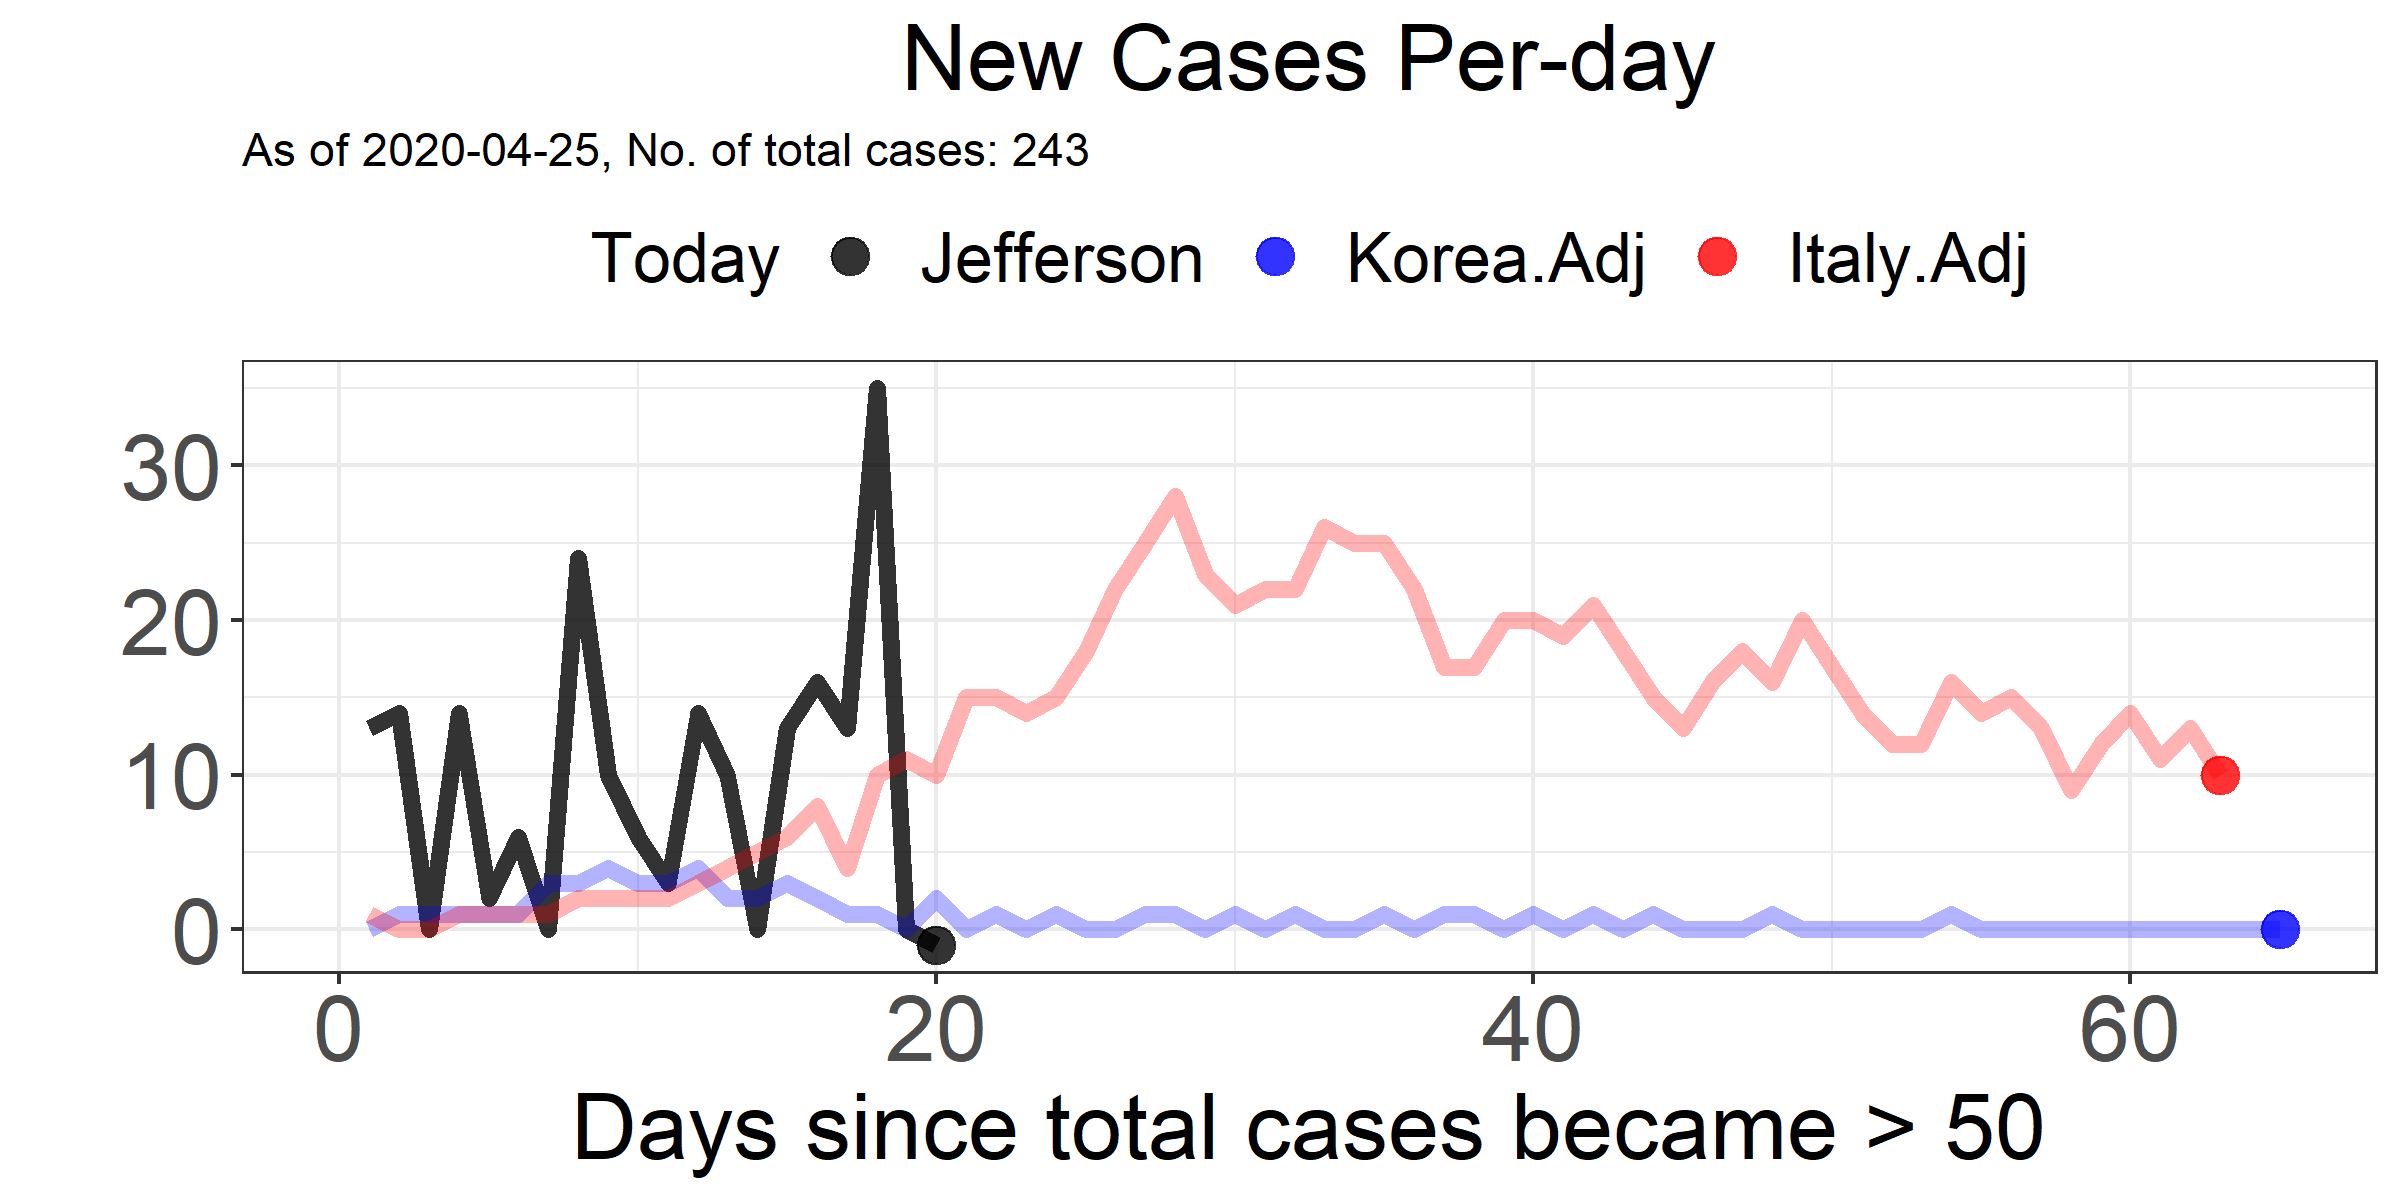 New Cases Per-day
As of 2020-04-25, No. of total cases: 243
Today Jefferson Korea.Adj Italy.Adj
30
20
10
0
0 20 40 60
Days since total cases became > 50